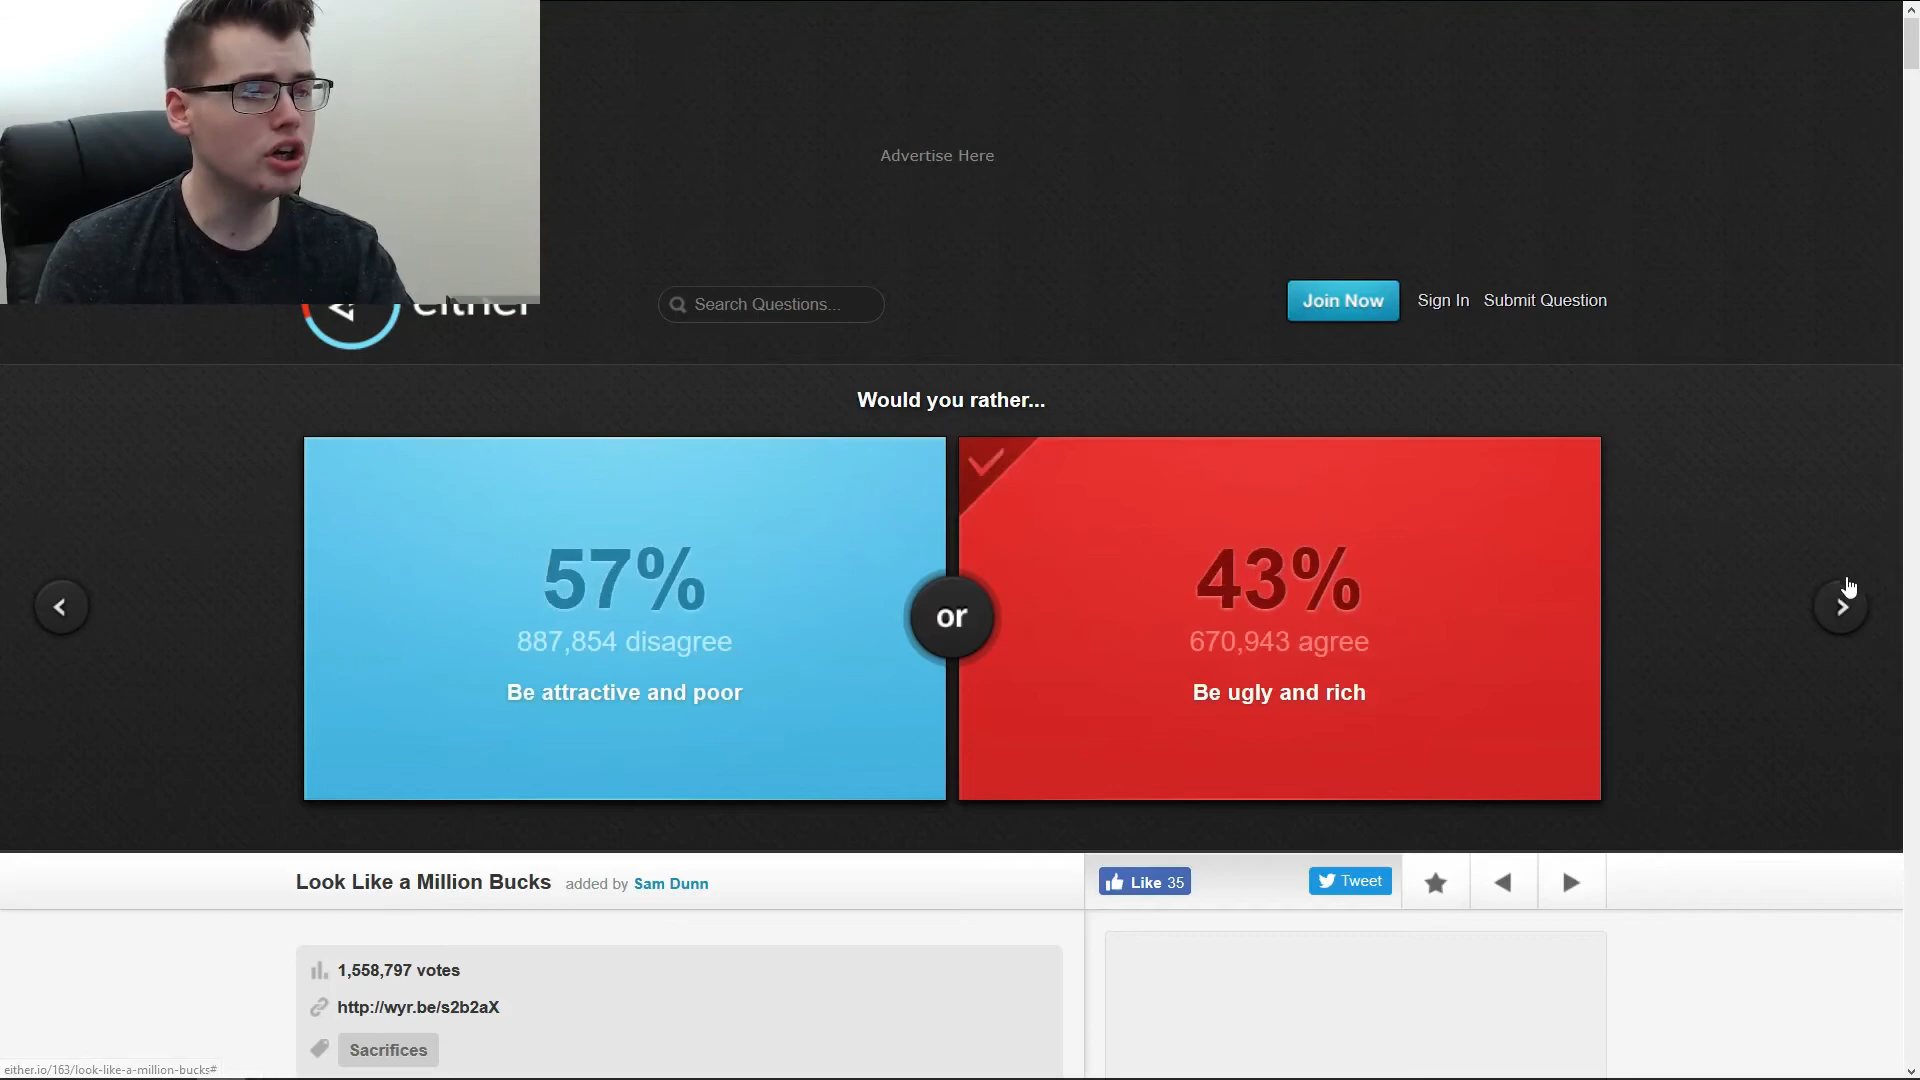 Advertise Here
either
Search Questions...
Join Now
Sign In
Submit Question
Would you rather...
57%
887,854 disagree
Be attractive and poor
or
43%
670,943 agree
Be ugly and rich
Look Like a Million Bucks added by Sam Dunn
Like 35
Tweet
1,558,797 votes
http://wyr.be/s2b2aX
Sacrifices
either.io/163/look-like-a-million-bucks#